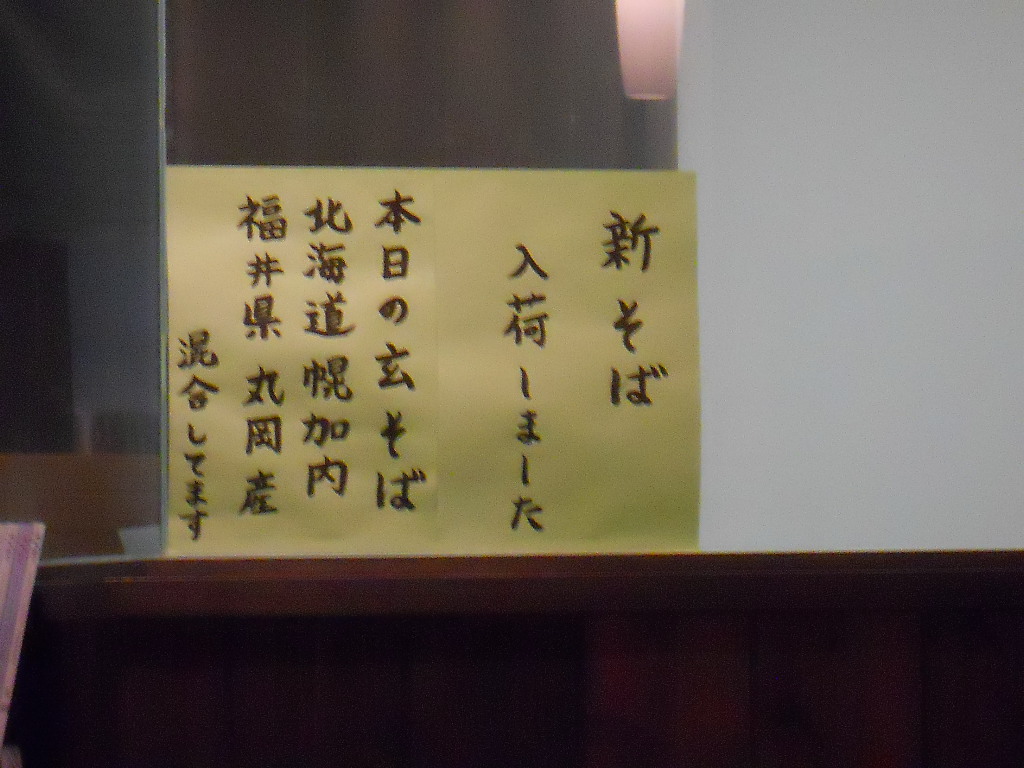 新そば
入荷しました
本日の玄そば
北海道 幌加内
福井県 丸岡産
混合してます